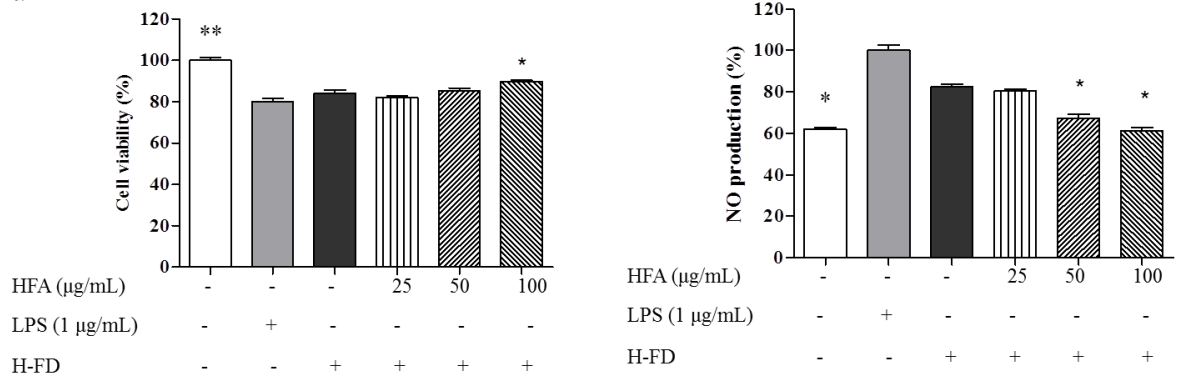 120
**
100
*
80
60
40
20
0
Cell viability (%)
HFA (μg/mL) - - - 25 50 100
LPS (1 μg/mL) - + - - - -
H-FD - - + + + +
120
100
80
*
*
*
60
40
20
0
NO production (%)
HFA (μg/mL) - - - 25 50 100
LPS (1 μg/mL) - + - - - -
H-FD - - + + + +